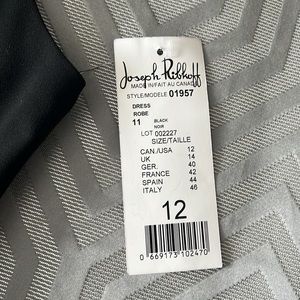 Joseph Ribkoff
MADE IN/FAIT AU CANADA
STYLE/MODELE 01957
DRESS
ROBE
11 BLACK
NOIR
LOT 002227
SIZE/TAILLE
CAN./USA 12
UK 14
GER. 40
FRANCE 42
SPAIN 44
ITALY 46
12
0 669173 102470